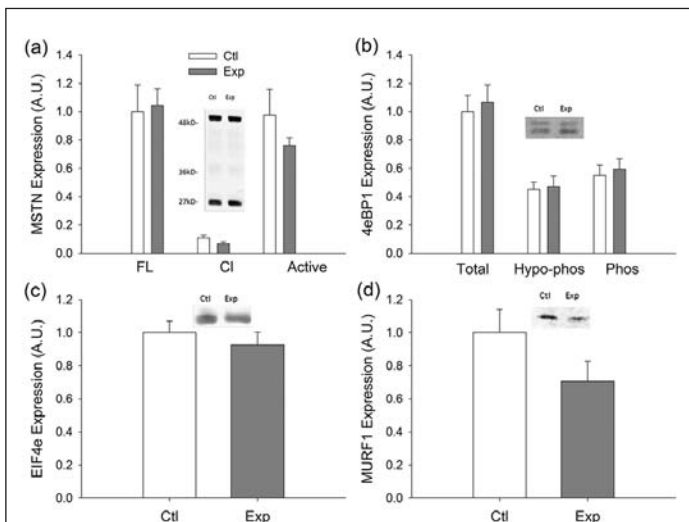 (a)
1.4
1.2
1.0
0.8
0.6
0.4
0.2
0.0
MSTN Expression (A.U.)
Ctl
Exp
Ctl Exp
48kD-
36kD-
27kD-
FL CI Active
(b)
1.4
1.2
1.0
0.8
0.6
0.4
0.2
0.0
4eBP1 Expression (A.U.)
Ctl Exp
Total Hypo-phos Phos
(c)
1.2
1.0
0.8
0.6
0.4
0.2
0.0
EIF4e Expression (A.U.)
Ctl Exp
Ctl Exp
(d)
1.2
1.0
0.8
0.6
0.4
0.2
0.0
MURF1 Expression (A.U.)
Ctl Exp
Ctl Exp